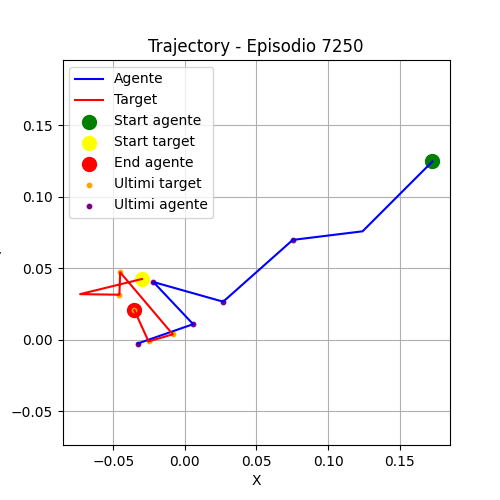 Trajectory - Episodio 7250
Agente
Target
Start agente
Start target
End agente
Ultimi target
Ultimi agente
0.15
0.10
0.05
0.00
−0.05
−0.05
0.00
0.05
0.10
0.15
X